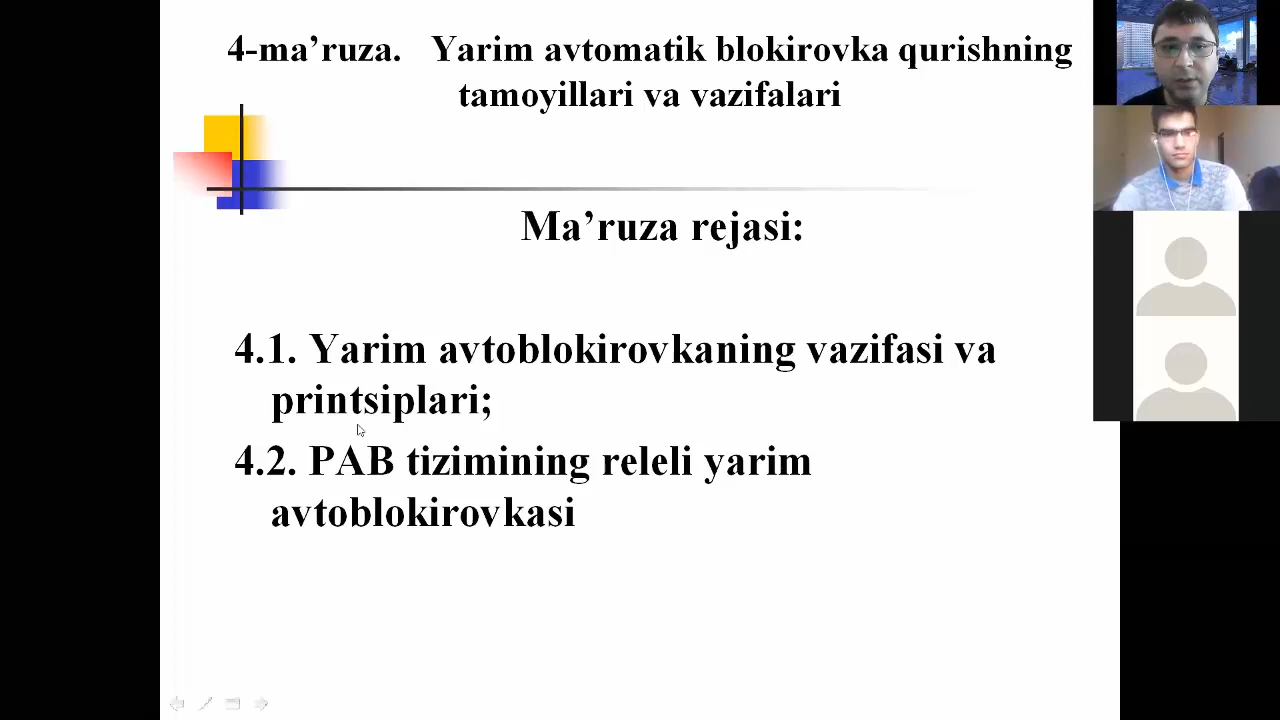 4-ma’ruza. Yarim avtomatik blokirovka qurishning
tamoyillari va vazifalari
Ma’ruza rejasi:
4.1. Yarim avtoblokirovkaning vazifasi va
printsiplari;
4.2. PAB tizimining releli yarim
avtoblokirovkasi